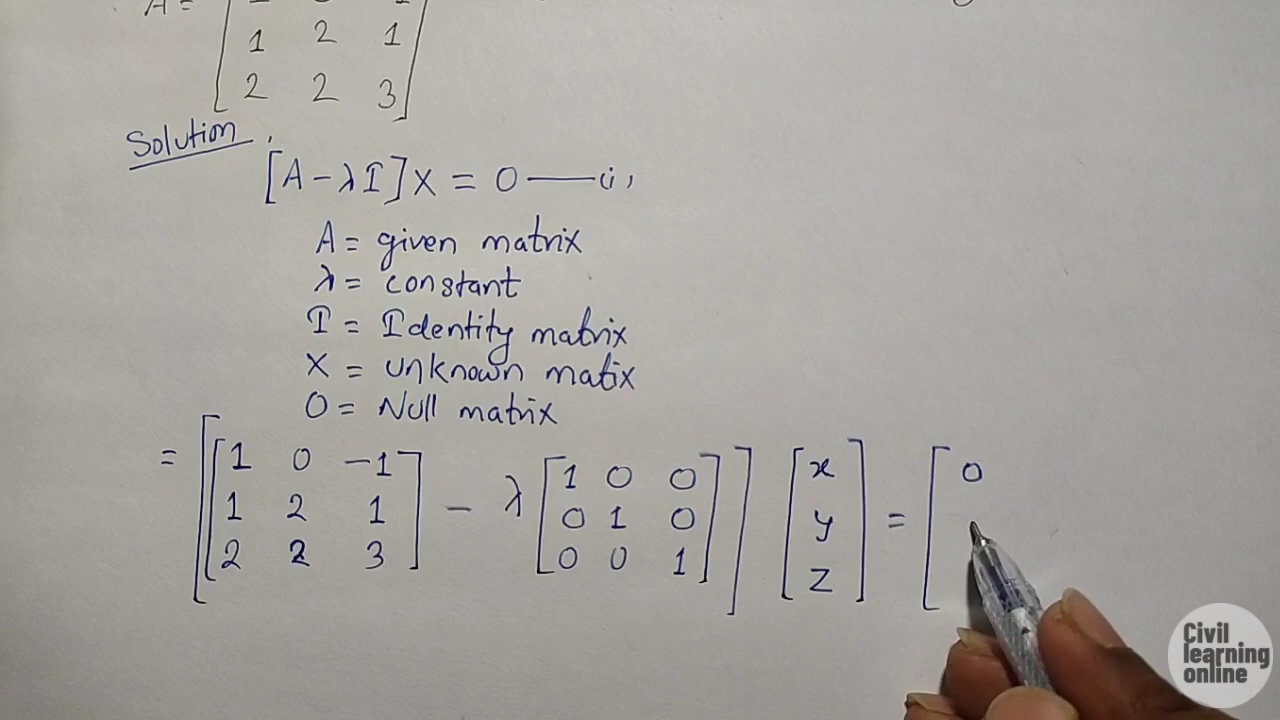 A =
1 2 1
2 2 3
Solution,
[A - λI]X = 0 — (i)
A = given matrix
λ = constant
I = Identity matrix
X = unknown matix
0 = Null matrix
= [[1 0 -1 - λ [1 0 0 [x = [0
1 2 1 0 1 0 y
2 2 3] 0 0 1]] z]
Civil
learning
online